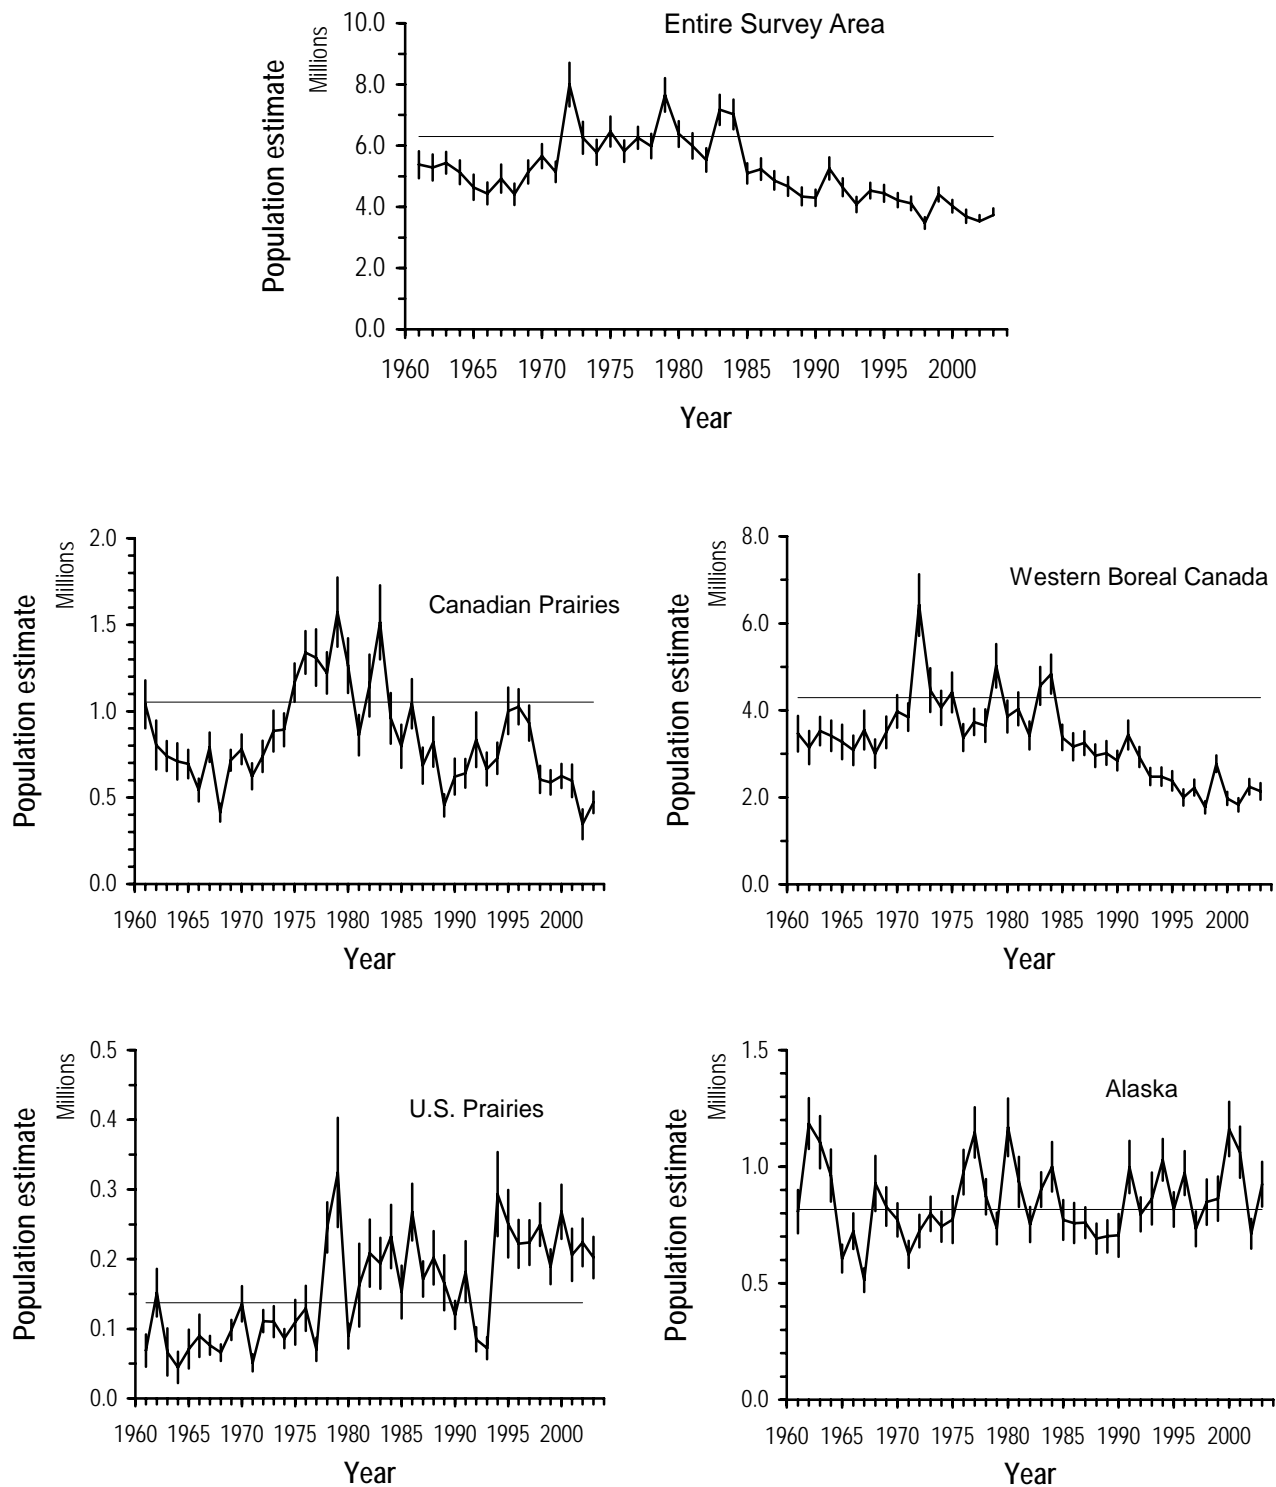 Entire Survey Area
Millions
Population estimate
10.0
8.0
6.0
4.0
2.0
0.0
1960 1965 1970 1975 1980 1985 1990 1995 2000
Year
Canadian Prairies
Millions
Population estimate
2.0
1.5
1.0
0.5
0.0
1960 1965 1970 1975 1980 1985 1990 1995 2000
Year
Western Boreal Canada
Millions
Population estimate
8.0
6.0
4.0
2.0
0.0
1960 1965 1970 1975 1980 1985 1990 1995 2000
Year
U.S. Prairies
Millions
Population estimate
0.5
0.4
0.3
0.2
0.1
0.0
1960 1965 1970 1975 1980 1985 1990 1995 2000
Year
Alaska
Millions
Population estimate
1.5
1.0
0.5
0.0
1960 1965 1970 1975 1980 1985 1990 1995 2000
Year